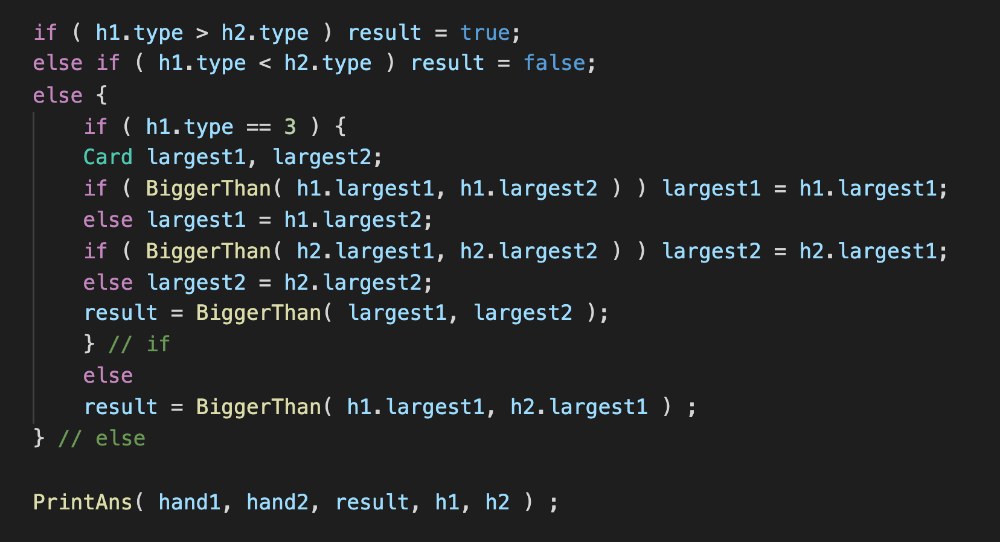 if ( h1.type > h2.type ) result = true;
else if ( h1.type < h2.type ) result = false;
else {
    if ( h1.type == 3 ) {
    Card largest1, largest2;
    if ( BiggerThan( h1.largest1, h1.largest2 ) ) largest1 = h1.largest1;
    else largest1 = h1.largest2;
    if ( BiggerThan( h2.largest1, h2.largest2 ) ) largest2 = h2.largest1;
    else largest2 = h2.largest2;
    result = BiggerThan( largest1, largest2 );
    } // if
    else
    result = BiggerThan( h1.largest1, h2.largest1 ) ;
} // else

PrintAns( hand1, hand2, result, h1, h2 ) ;